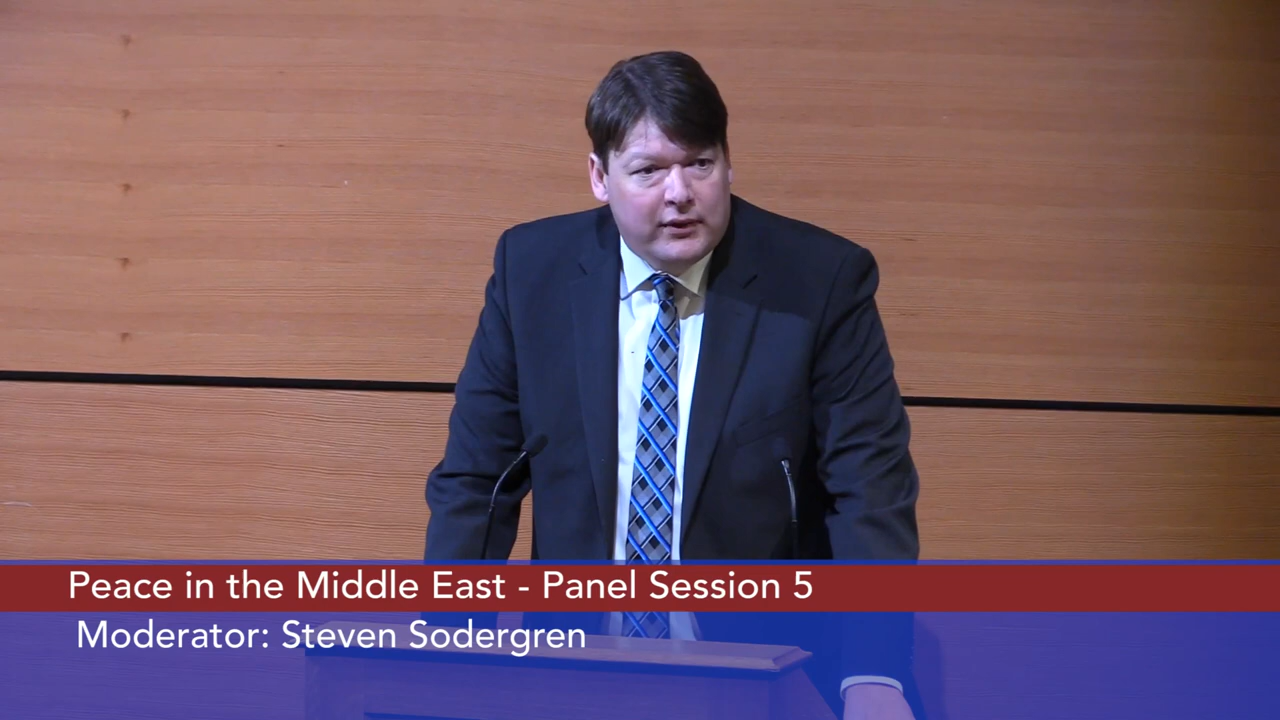 Peace in the Middle East - Panel Session 5
Moderator: Steven Sodergren